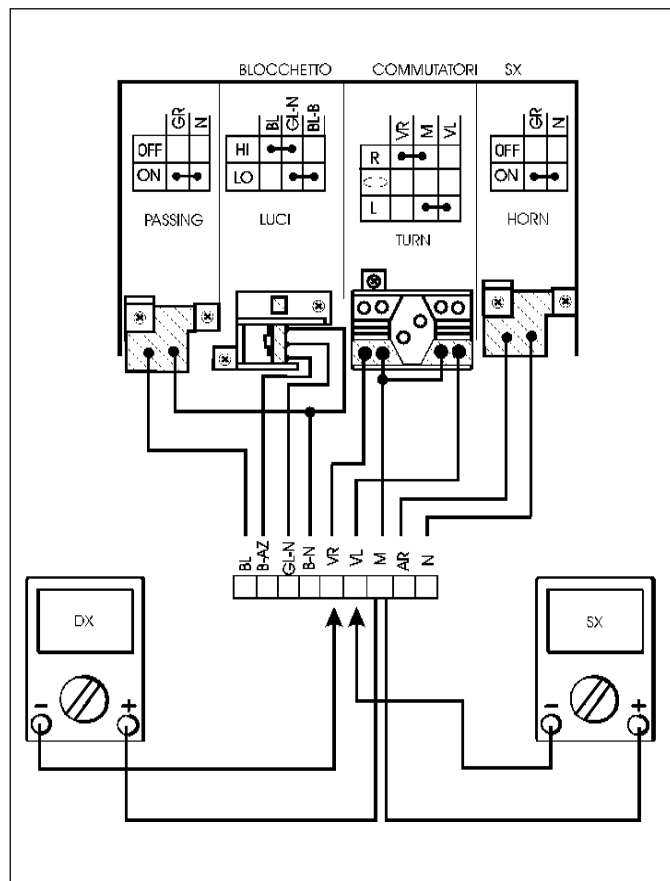 BLOCCHETTO COMMUTATORI SX
GR N
OFF
ON
PASSING
BL GL-N BL-B
HI
LO
LUCI
VR M VL
R
L
TURN
GR N
OFF
ON
HORN
BL B-AZ GL-N B-N VR VL M AR N
DX
- +
SX
- +